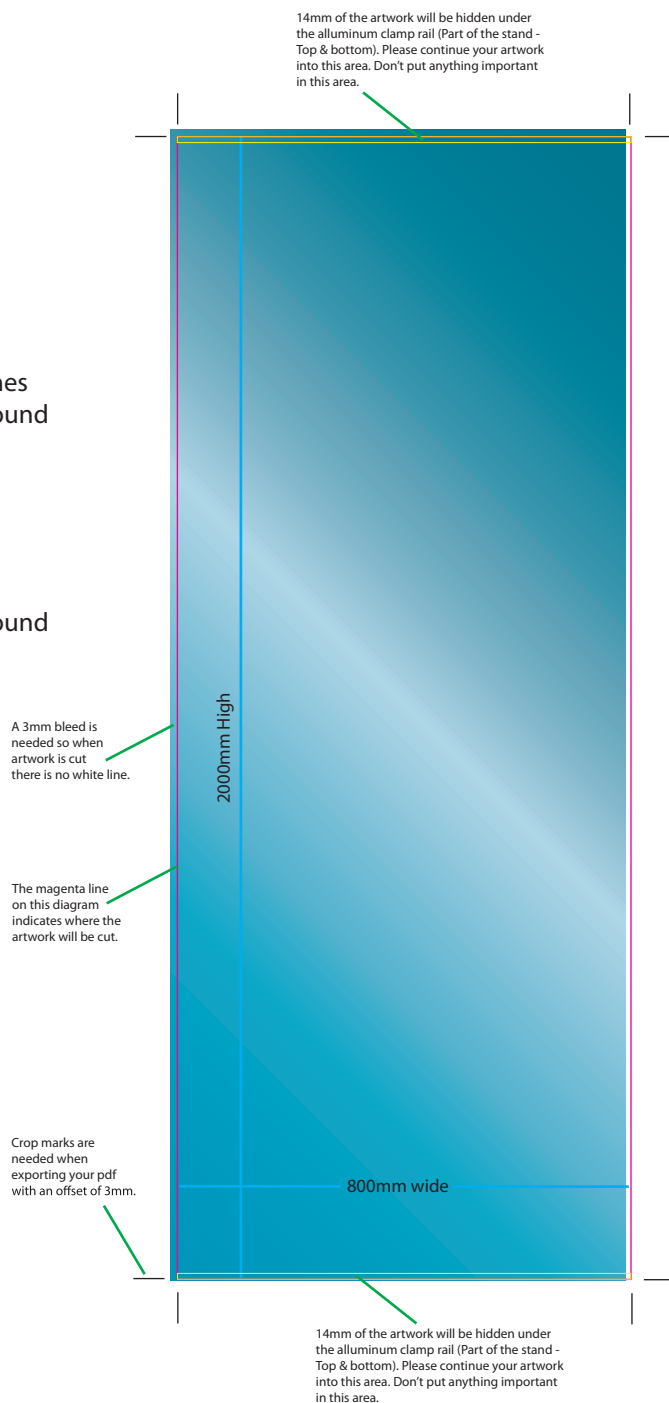 14mm of the artwork will be hidden under
the alluminum clamp rail (Part of the stand -
Top & bottom). Please continue your artwork
into this area. Don't put anything important
in this area.
2000mm High
A 3mm bleed is
needed so when
artwork is cut
there is no white line.
The magenta line
on this diagram
indicates where the
artwork will be cut.
Crop marks are
needed when
exporting your pdf
with an offset of 3mm.
800mm wide
14mm of the artwork will be hidden under
the alluminum clamp rail (Part of the stand -
Top & bottom). Please continue your artwork
into this area. Don't put anything important
in this area.